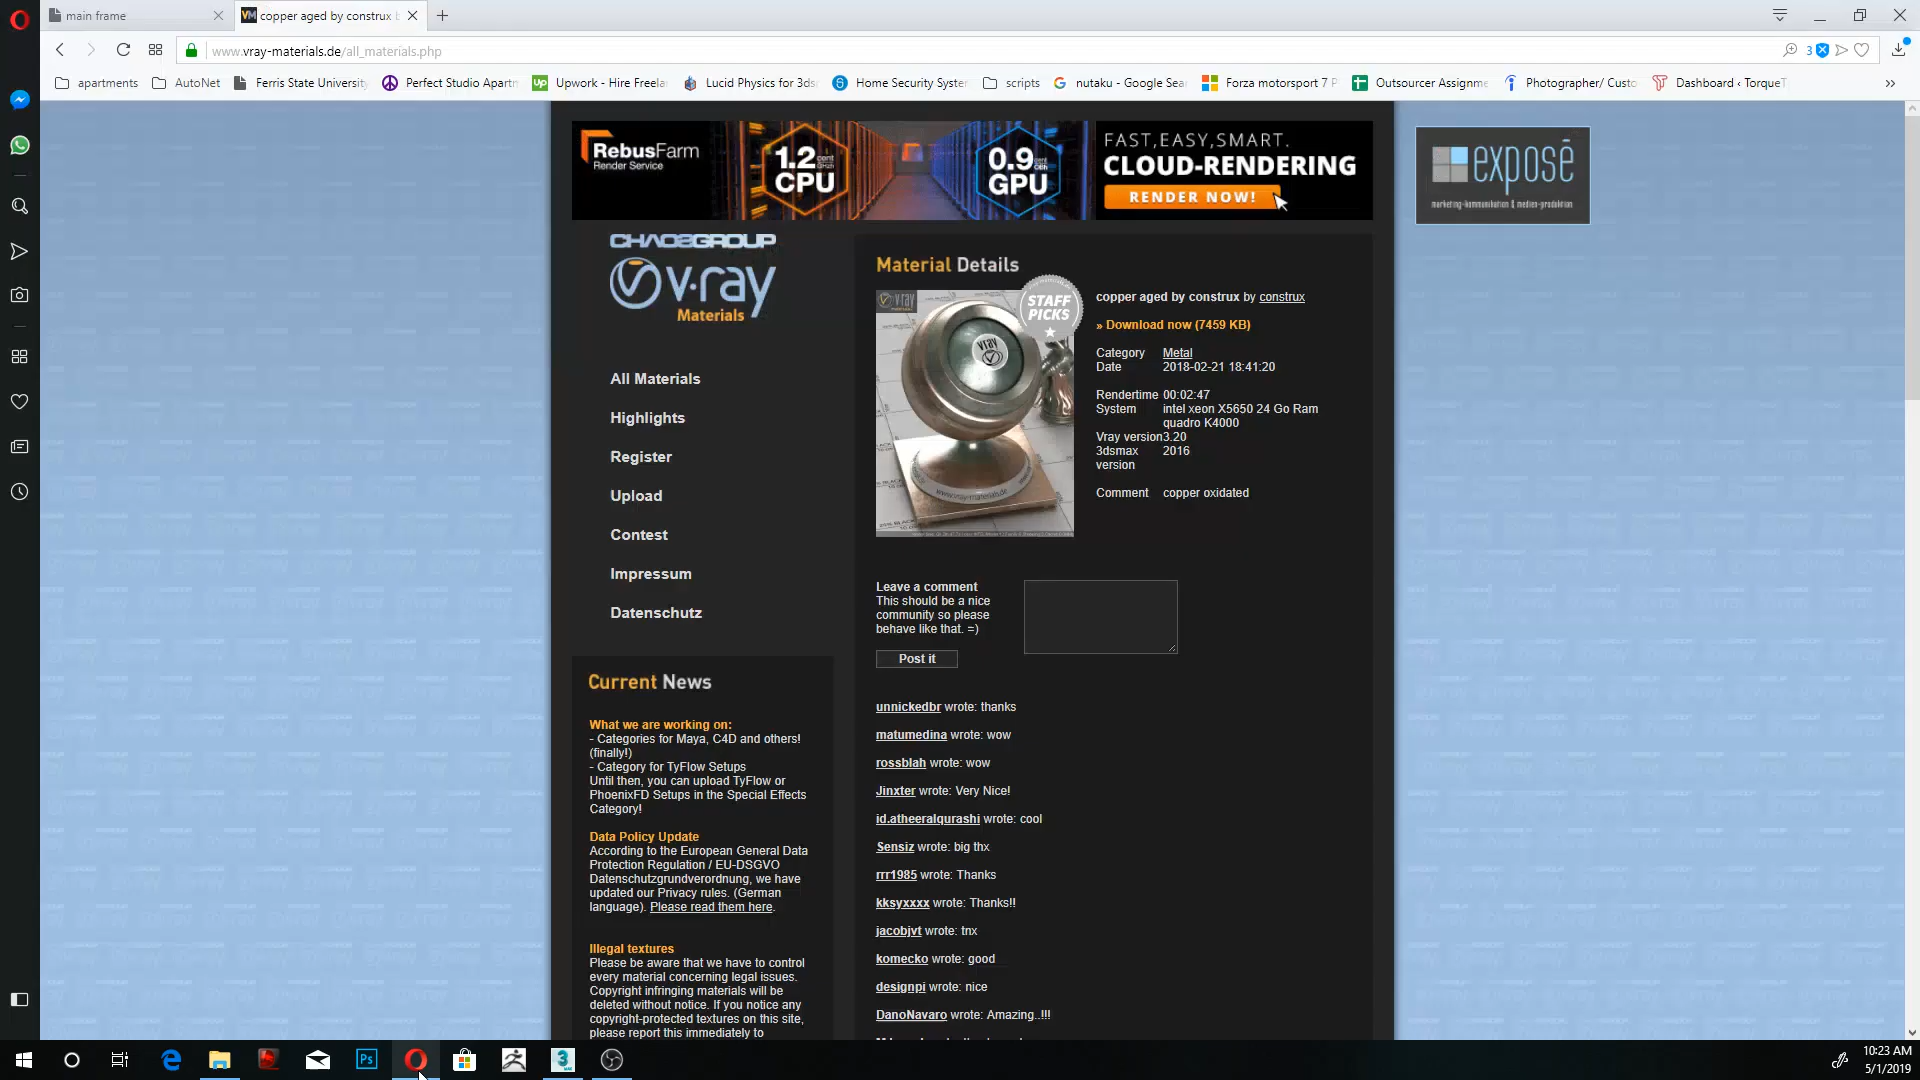 main frame
copper aged by construx
www.vray-materials.de/all_materials.php
3
apartments
AutoNet
Ferris State University
Perfect Studio Apartm
Upwork - Hire Freela
Lucid Physics for 3ds
Home Security Syste
scripts
nutaku - Google Sea
Forza motorsport 7 P
Outsourcer Assignme
Photographer/ Custo
Dashboard ‹ TorqueT
RebusFarm
Render Service
1.2 cent GHzh
CPU
0.9 cent OBh
GPU
FAST,EASY,SMART.
CLOUD-RENDERING
RENDER NOW!
exposé
marketing-kommunikation & medien-produktion
CHAOSGROUP
v·ray
Materials
All Materials
Highlights
Register
Upload
Contest
Impressum
Datenschutz
Material Details
STAFF
PICKS
copper aged by construx by construx
» Download now (7459 KB)
Category Metal
Date 2018-02-21 18:41:20
Rendertime 00:02:47
System intel xeon X5650 24 Go Ram
quadro K4000
Vray version 3.20
3dsmax 2016
version
Comment copper oxidated
Leave a comment
This should be a nice
community so please
behave like that. =)
Post it
unnickedbr wrote: thanks
matumedina wrote: wow
rossblah wrote: wow
Jinxter wrote: Very Nice!
id.atheeralqurashi wrote: cool
Sensiz wrote: big thx
rrr1985 wrote: Thanks
kksyxxxx wrote: Thanks!!
jacobjvt wrote: tnx
komecko wrote: good
designpi wrote: nice
DanoNavaro wrote: Amazing..!!!
Current News
What we are working on:
- Categories for Maya, C4D and others!
(finally!)
- Category for TyFlow Setups
Until then, you can upload TyFlow or
PhoenixFD Setups in the Special Effects
Category!
Data Policy Update
According to the European General Data
Protection Regulation / EU-DSGVO
Datenschutzgrundverordnung, we have
updated our Privacy rules. (German
language). Please read them here.
Illegal textures
Please be aware that we have to control
every material concerning legal issues.
Copyright infringing materials will be
deleted without notice. If you notice any
copyright-protected textures on this site,
please report this immediately to
Ps
3
10:23 AM
5/1/2019